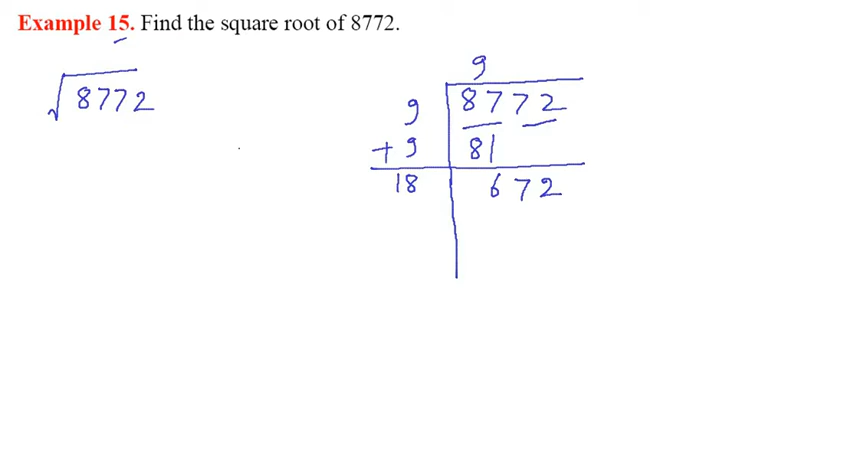 Example 15. Find the square root of 8772.
√8772
9
9 8772
+ 9 81
18 672